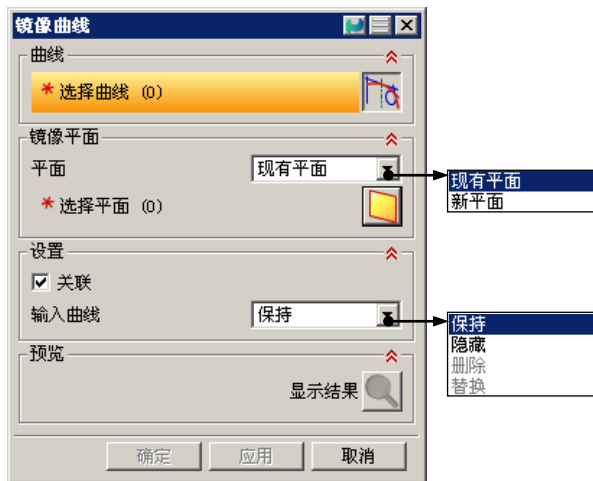 镜像曲线
曲线
* 选择曲线 (0)
镜像平面
平面 现有平面
* 选择平面 (0)
现有平面
新平面
设置
关联
输入曲线 保持
保持
隐藏
删除
替换
预览
显示结果
确定 应用 取消